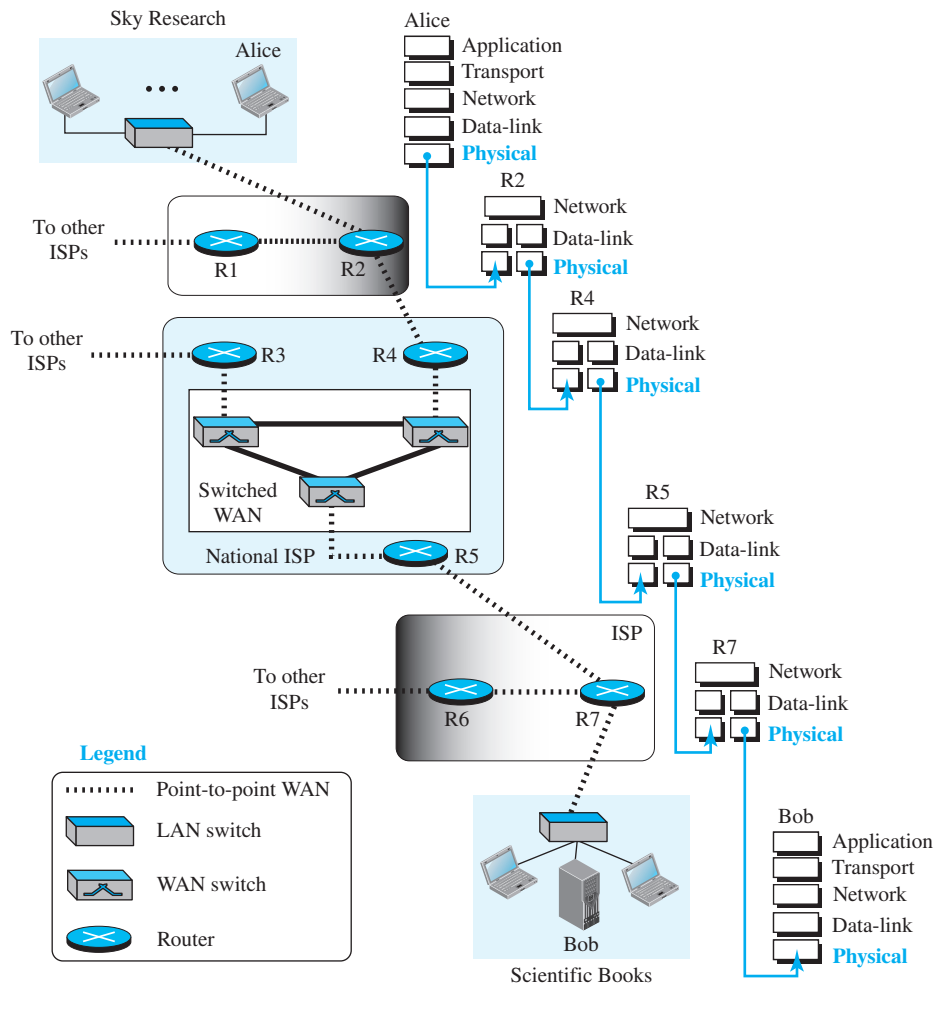 Sky Research
Alice
Alice
Application
Transport
Network
Data-link
Physical
R2
Network
Data-link
Physical
To other
ISPs
R1
R2
R4
Network
Data-link
Physical
To other
ISPs
R3
R4
Switched
WAN
National ISP
R5
R5
Network
Data-link
Physical
ISP
To other
ISPs
R6
R7
R7
Network
Data-link
Physical
Legend
Point-to-point WAN
LAN switch
WAN switch
Router
Bob
Scientific Books
Bob
Application
Transport
Network
Data-link
Physical